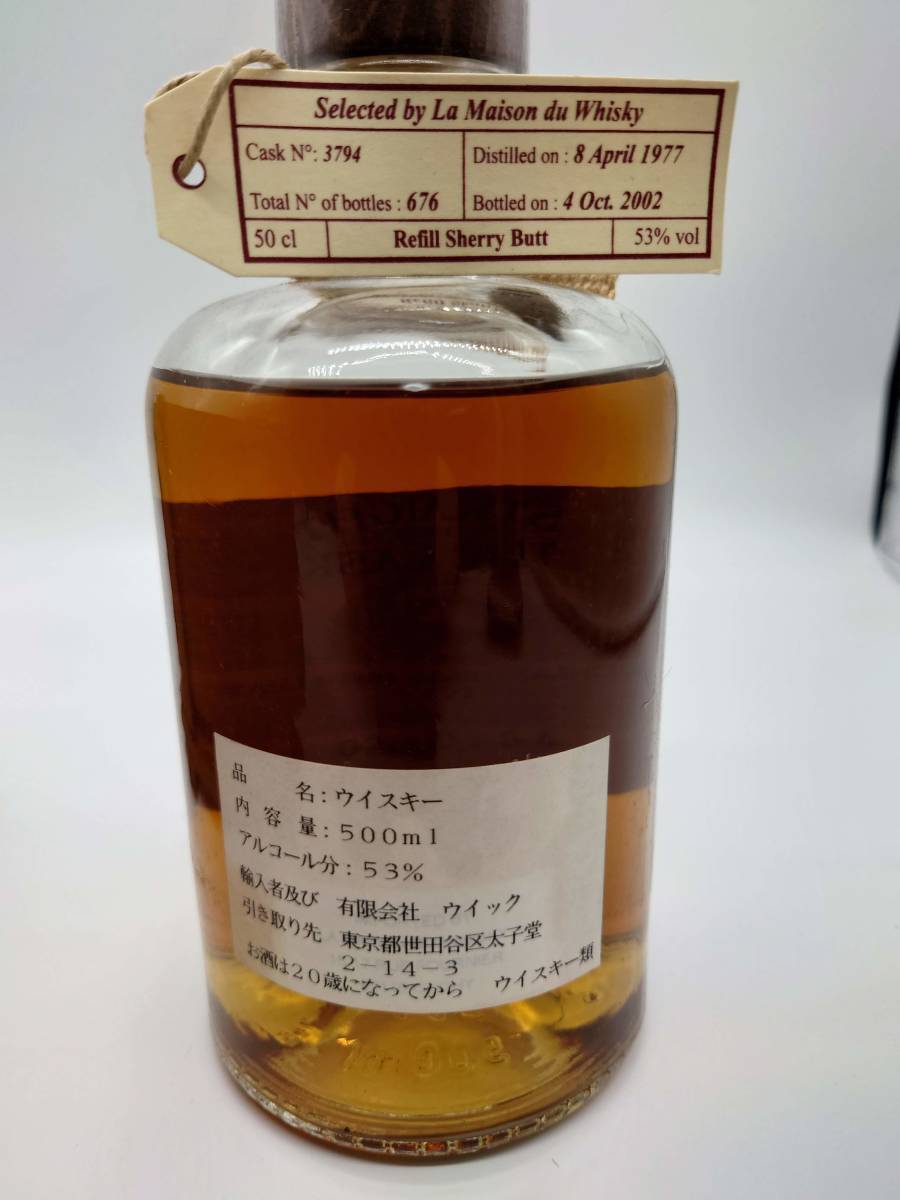 Selected by La Maison du Whisky
Cask N°: 3794
Distilled on : 8 April 1977
Total N° of bottles : 676
Bottled on : 4 Oct. 2002
50 cl
Refill Sherry Butt
53% vol
品 名：ウイスキー
内 容 量：５００ｍｌ
アルコール分：５３％
輸入者及び 有限会社 ウイック
引き取り先 東京都世田谷区太子堂
２－１４－３
お酒は２０歳になってから ウイスキー類